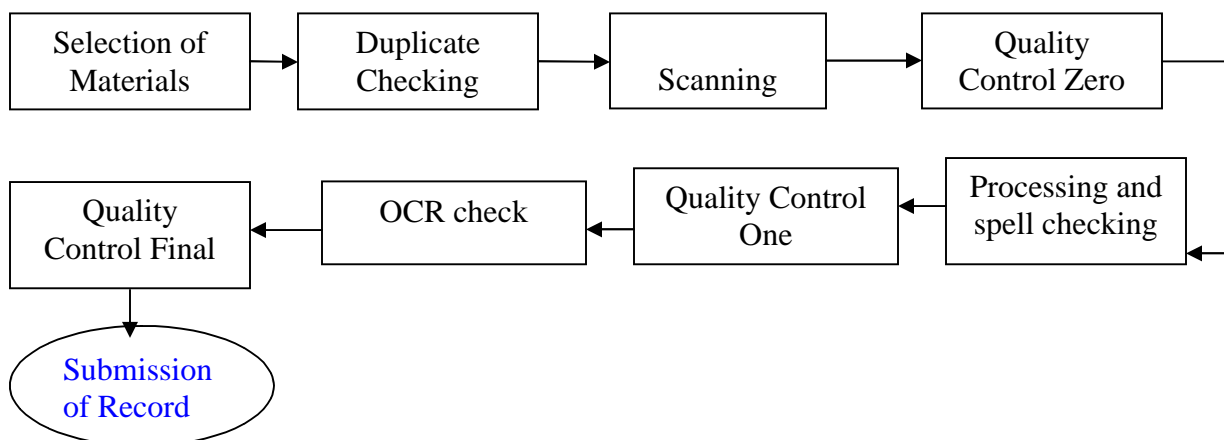 Selection of
Materials
Duplicate
Checking
Scanning
Quality
Control Zero
Processing and
spell checking
Quality Control
One
OCR check
Quality
Control Final
Submission
of Record